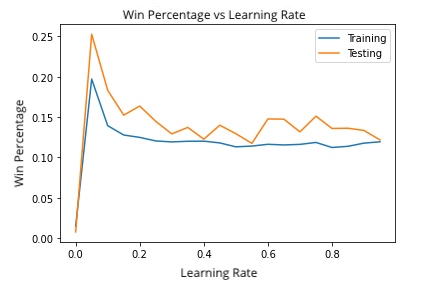 Win Percentage vs Learning Rate
Training
Testing
Win Percentage
0.25
0.20
0.15
0.10
0.05
0.00
0.0 0.2 0.4 0.6 0.8
Learning Rate